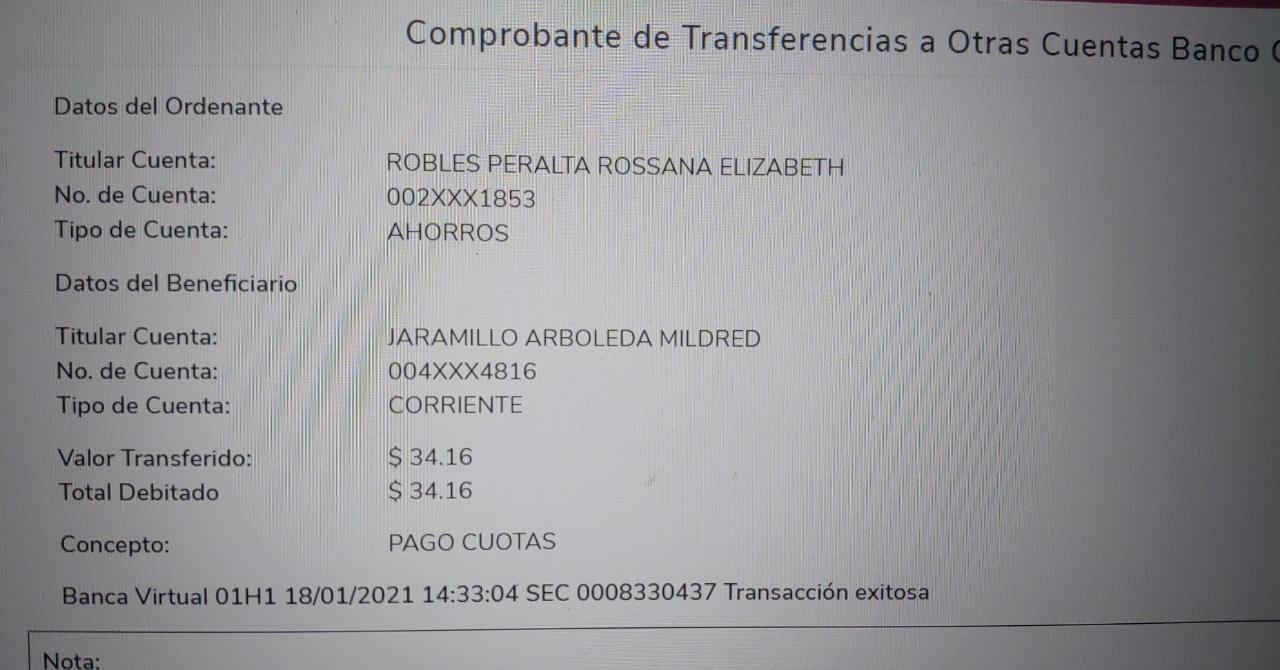 Comprobante de Transferencias a Otras Cuentas Banco
Datos del Ordenante
Titular Cuenta: ROBLES PERALTA ROSSANA ELIZABETH
No. de Cuenta: 002XXX1853
Tipo de Cuenta: AHORROS
Datos del Beneficiario
Titular Cuenta: JARAMILLO ARBOLEDA MILDRED
No. de Cuenta: 004XXX4816
Tipo de Cuenta: CORRIENTE
Valor Transferido: $ 34.16
Total Debitado $ 34.16
Concepto: PAGO CUOTAS
Banca Virtual 01H1 18/01/2021 14:33:04 SEC 0008330437 Transacción exitosa
Nota: